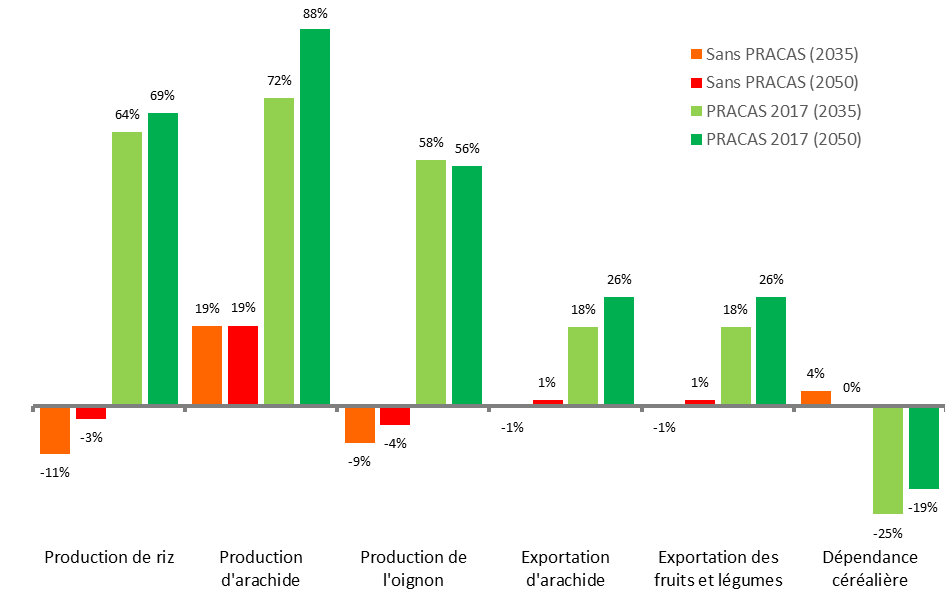 88%
Sans PRACAS (2035)
Sans PRACAS (2050)
PRACAS 2017 (2035)
PRACAS 2017 (2050)
64%
69%
72%
58%
56%
19%
19%
18%
26%
18%
26%
1%
1%
4%
0%
-11%
-3%
-9%
-4%
-1%
-1%
-25%
-19%
Production de riz
Production
d'arachide
Production de
l'oignon
Exportation
d'arachide
Exportation des
fruits et légumes
Dépendance
céréalière